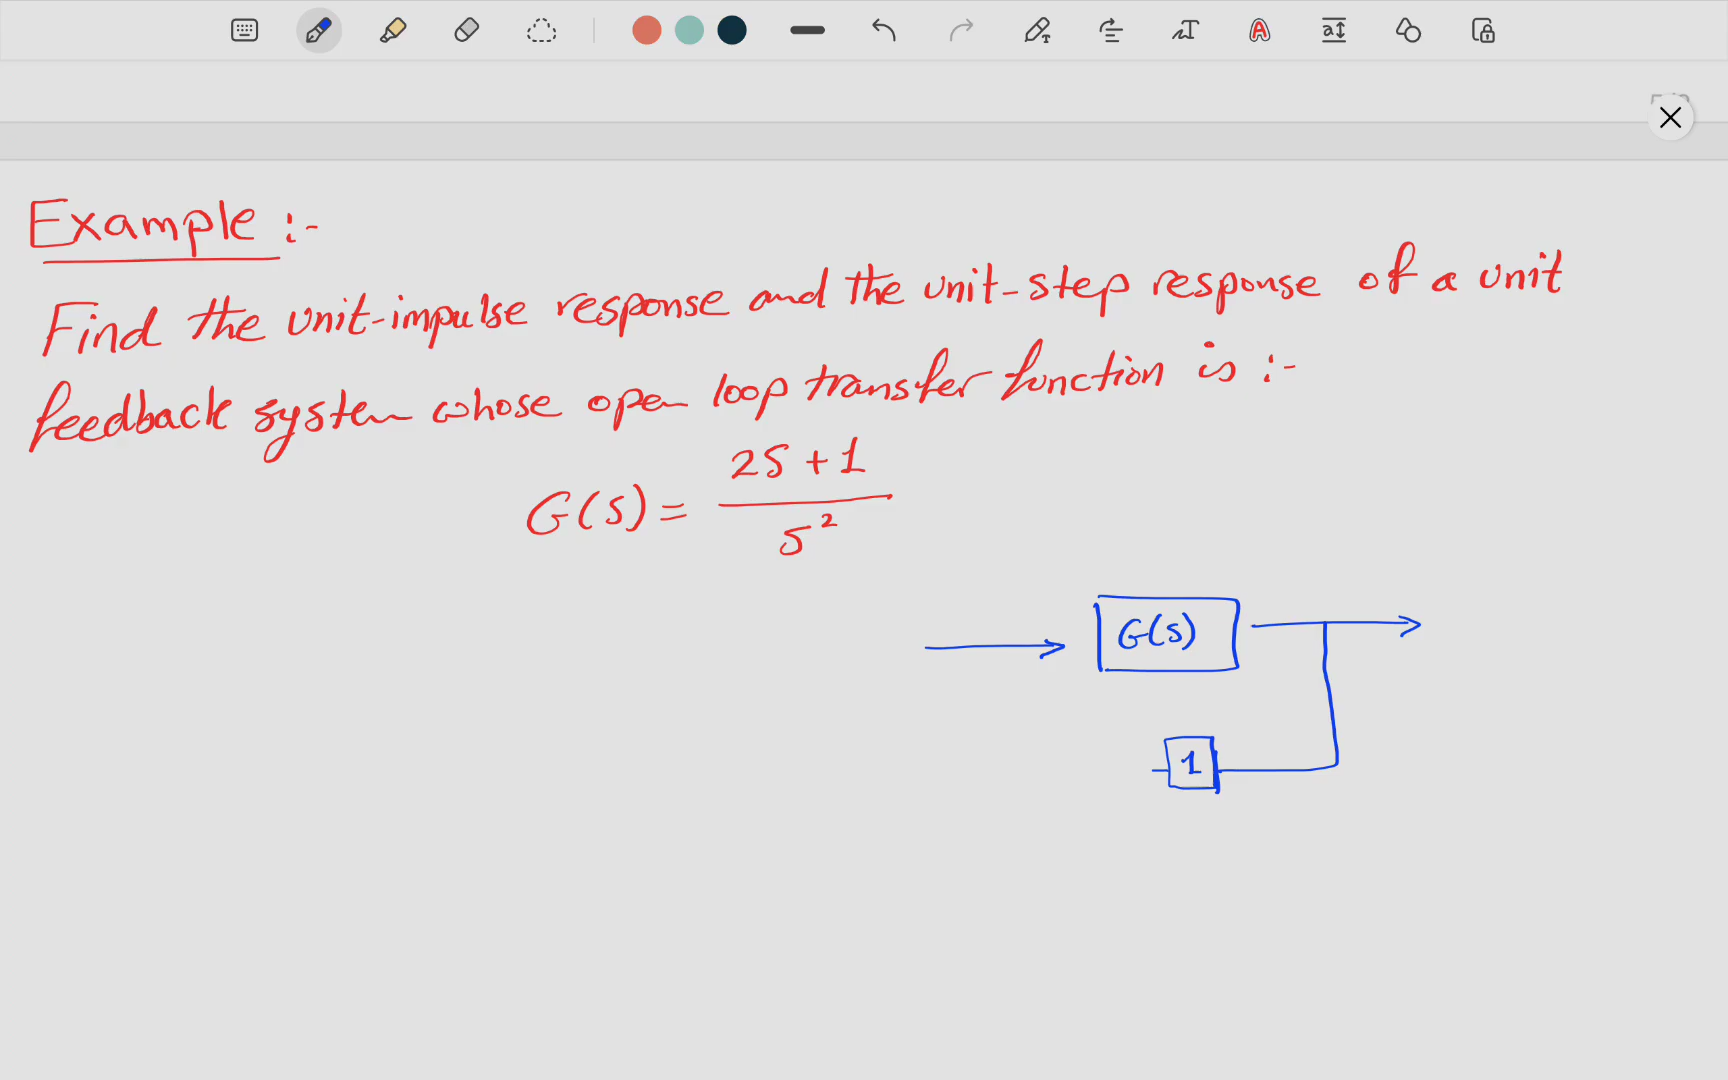 Example :-
Find the unit-impulse response and the unit-step response of a unit
feedback system whose open loop transfer function is :-
G(s) = 2s + 1 / s²
G(s)
1